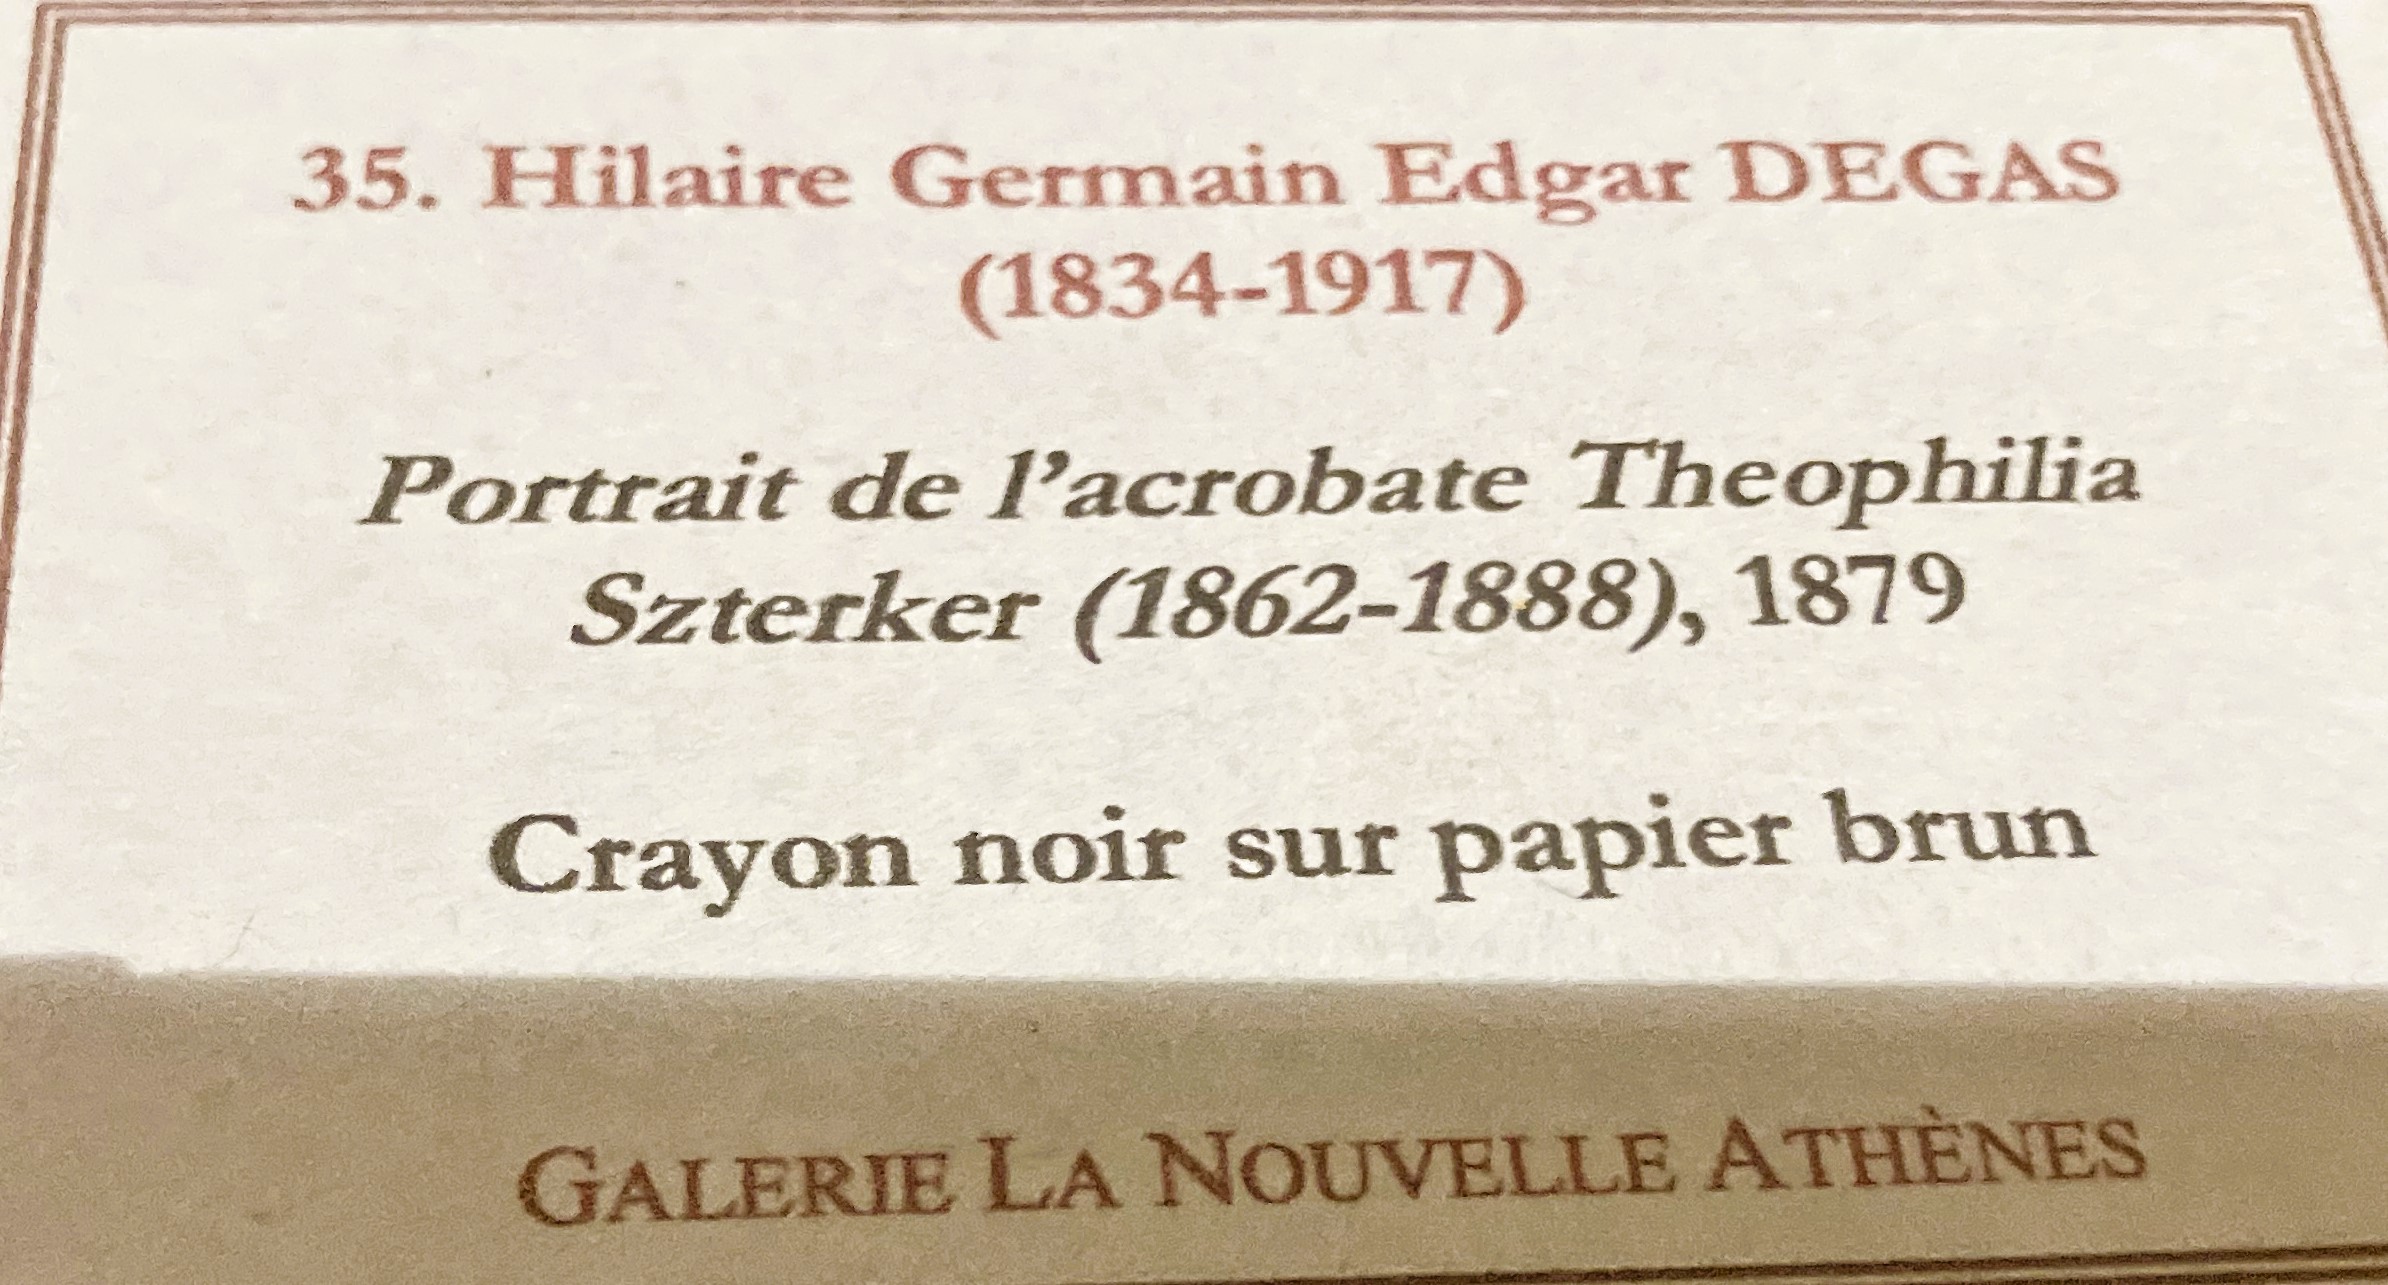 35. Hilaire Germain Edgar DEGAS
(1834-1917)
Portrait de l'acrobate Theophilia
Szterker (1862-1888), 1879
Crayon noir sur papier brun
GALERIE LA NOUVELLE ATHÈNES